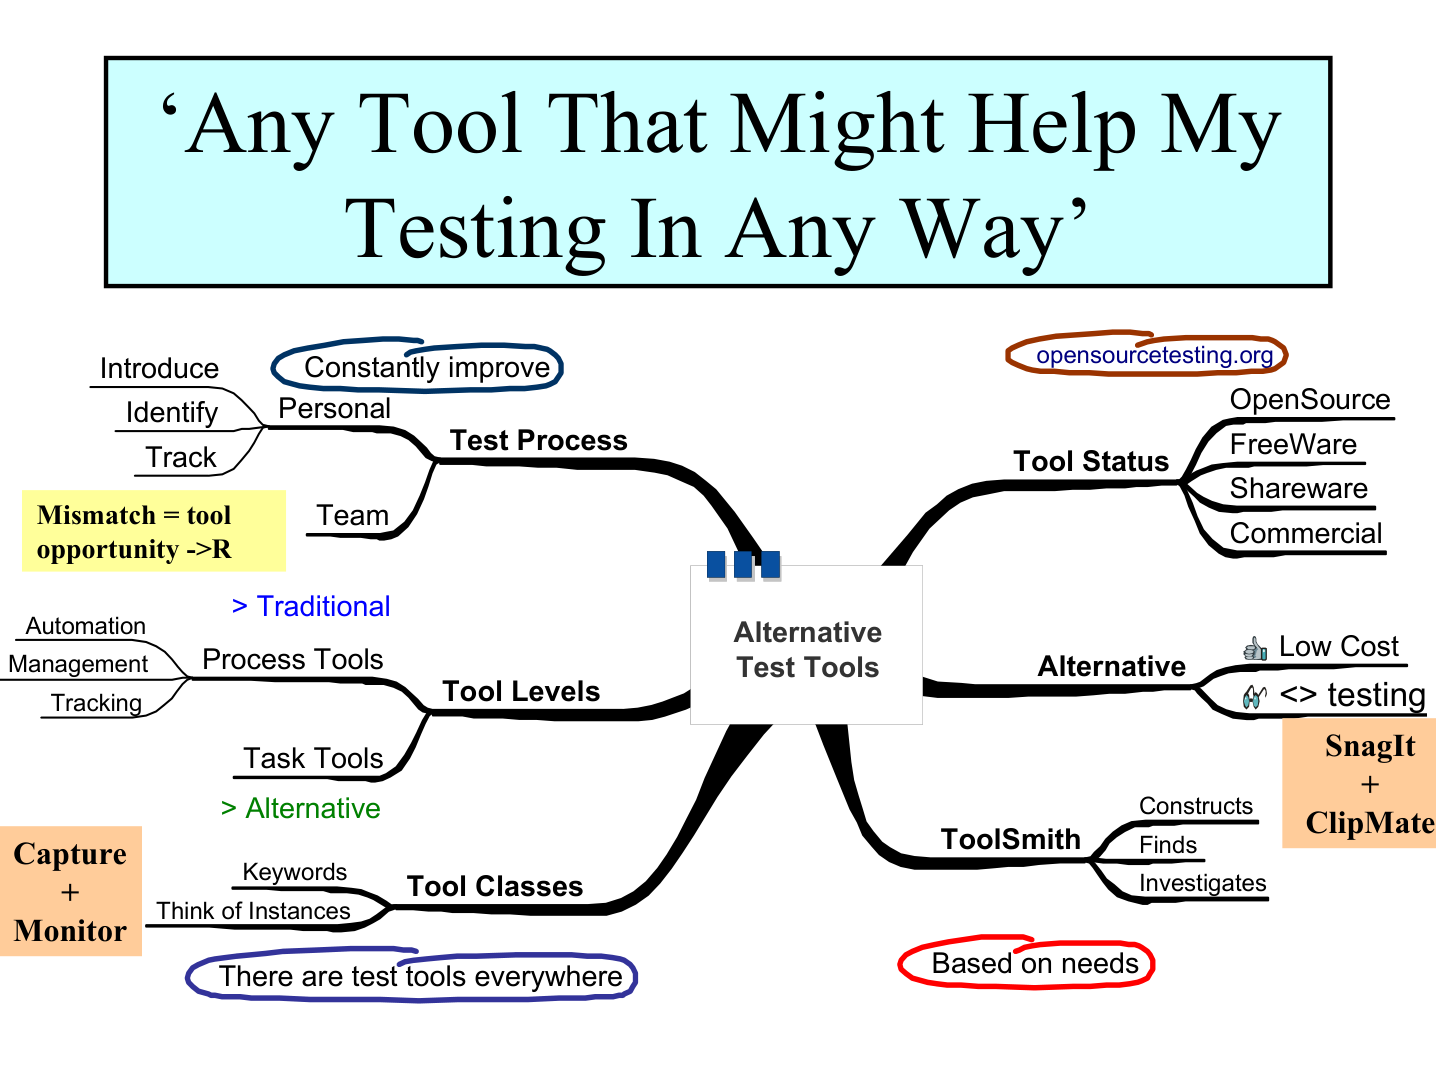 ‘Any Tool That Might Help My
Testing In Any Way’
Constantly improve
Introduce
Identify
Track
Personal
Test Process
Team
Mismatch = tool
opportunity ->R
> Traditional
Automation
Management
Tracking
Process Tools
Tool Levels
Task Tools
> Alternative
Capture
+
Monitor
Keywords
Think of Instances
Tool Classes
There are test tools everywhere
Alternative
Test Tools
opensourcetesting.org
OpenSource
FreeWare
Shareware
Commercial
Tool Status
Alternative
Low Cost
<> testing
SnagIt
+
ClipMate
ToolSmith
Constructs
Finds
Investigates
Based on needs